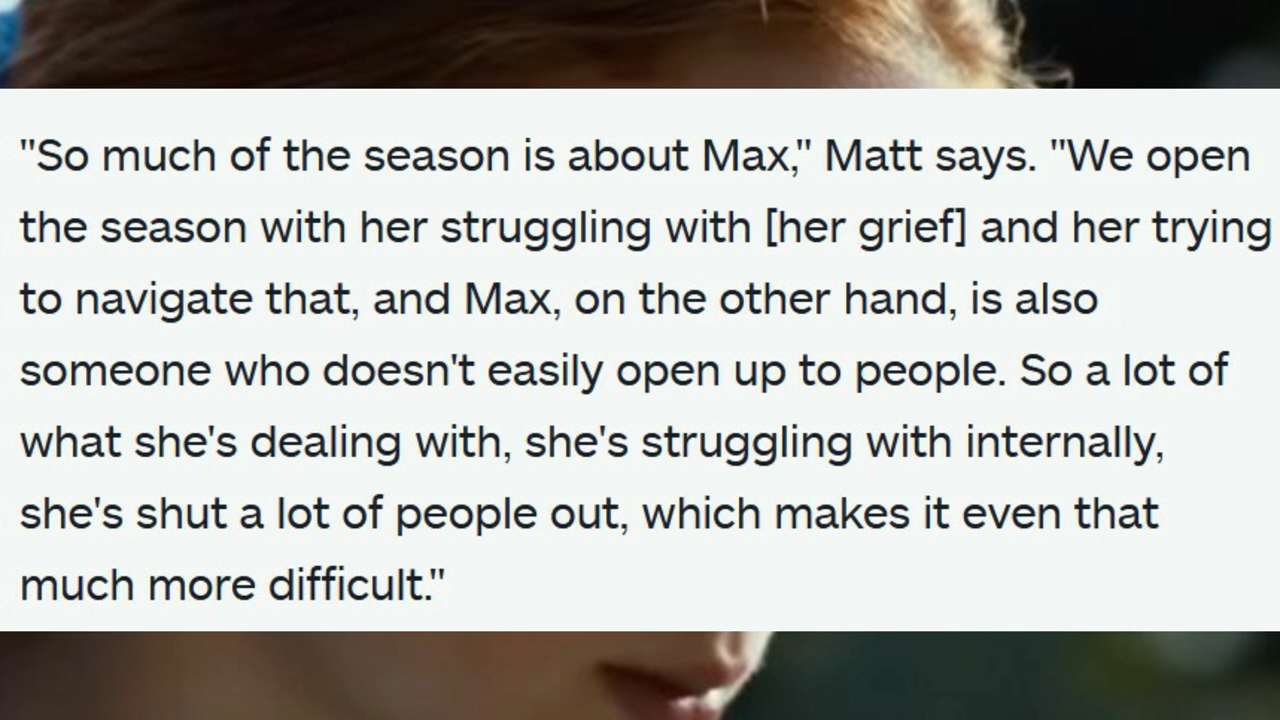 "So much of the season is about Max," Matt says. "We open
the season with her struggling with [her grief] and her trying
to navigate that, and Max, on the other hand, is also
someone who doesn't easily open up to people. So a lot of
what she's dealing with, she's struggling with internally,
she's shut a lot of people out, which makes it even that
much more difficult."